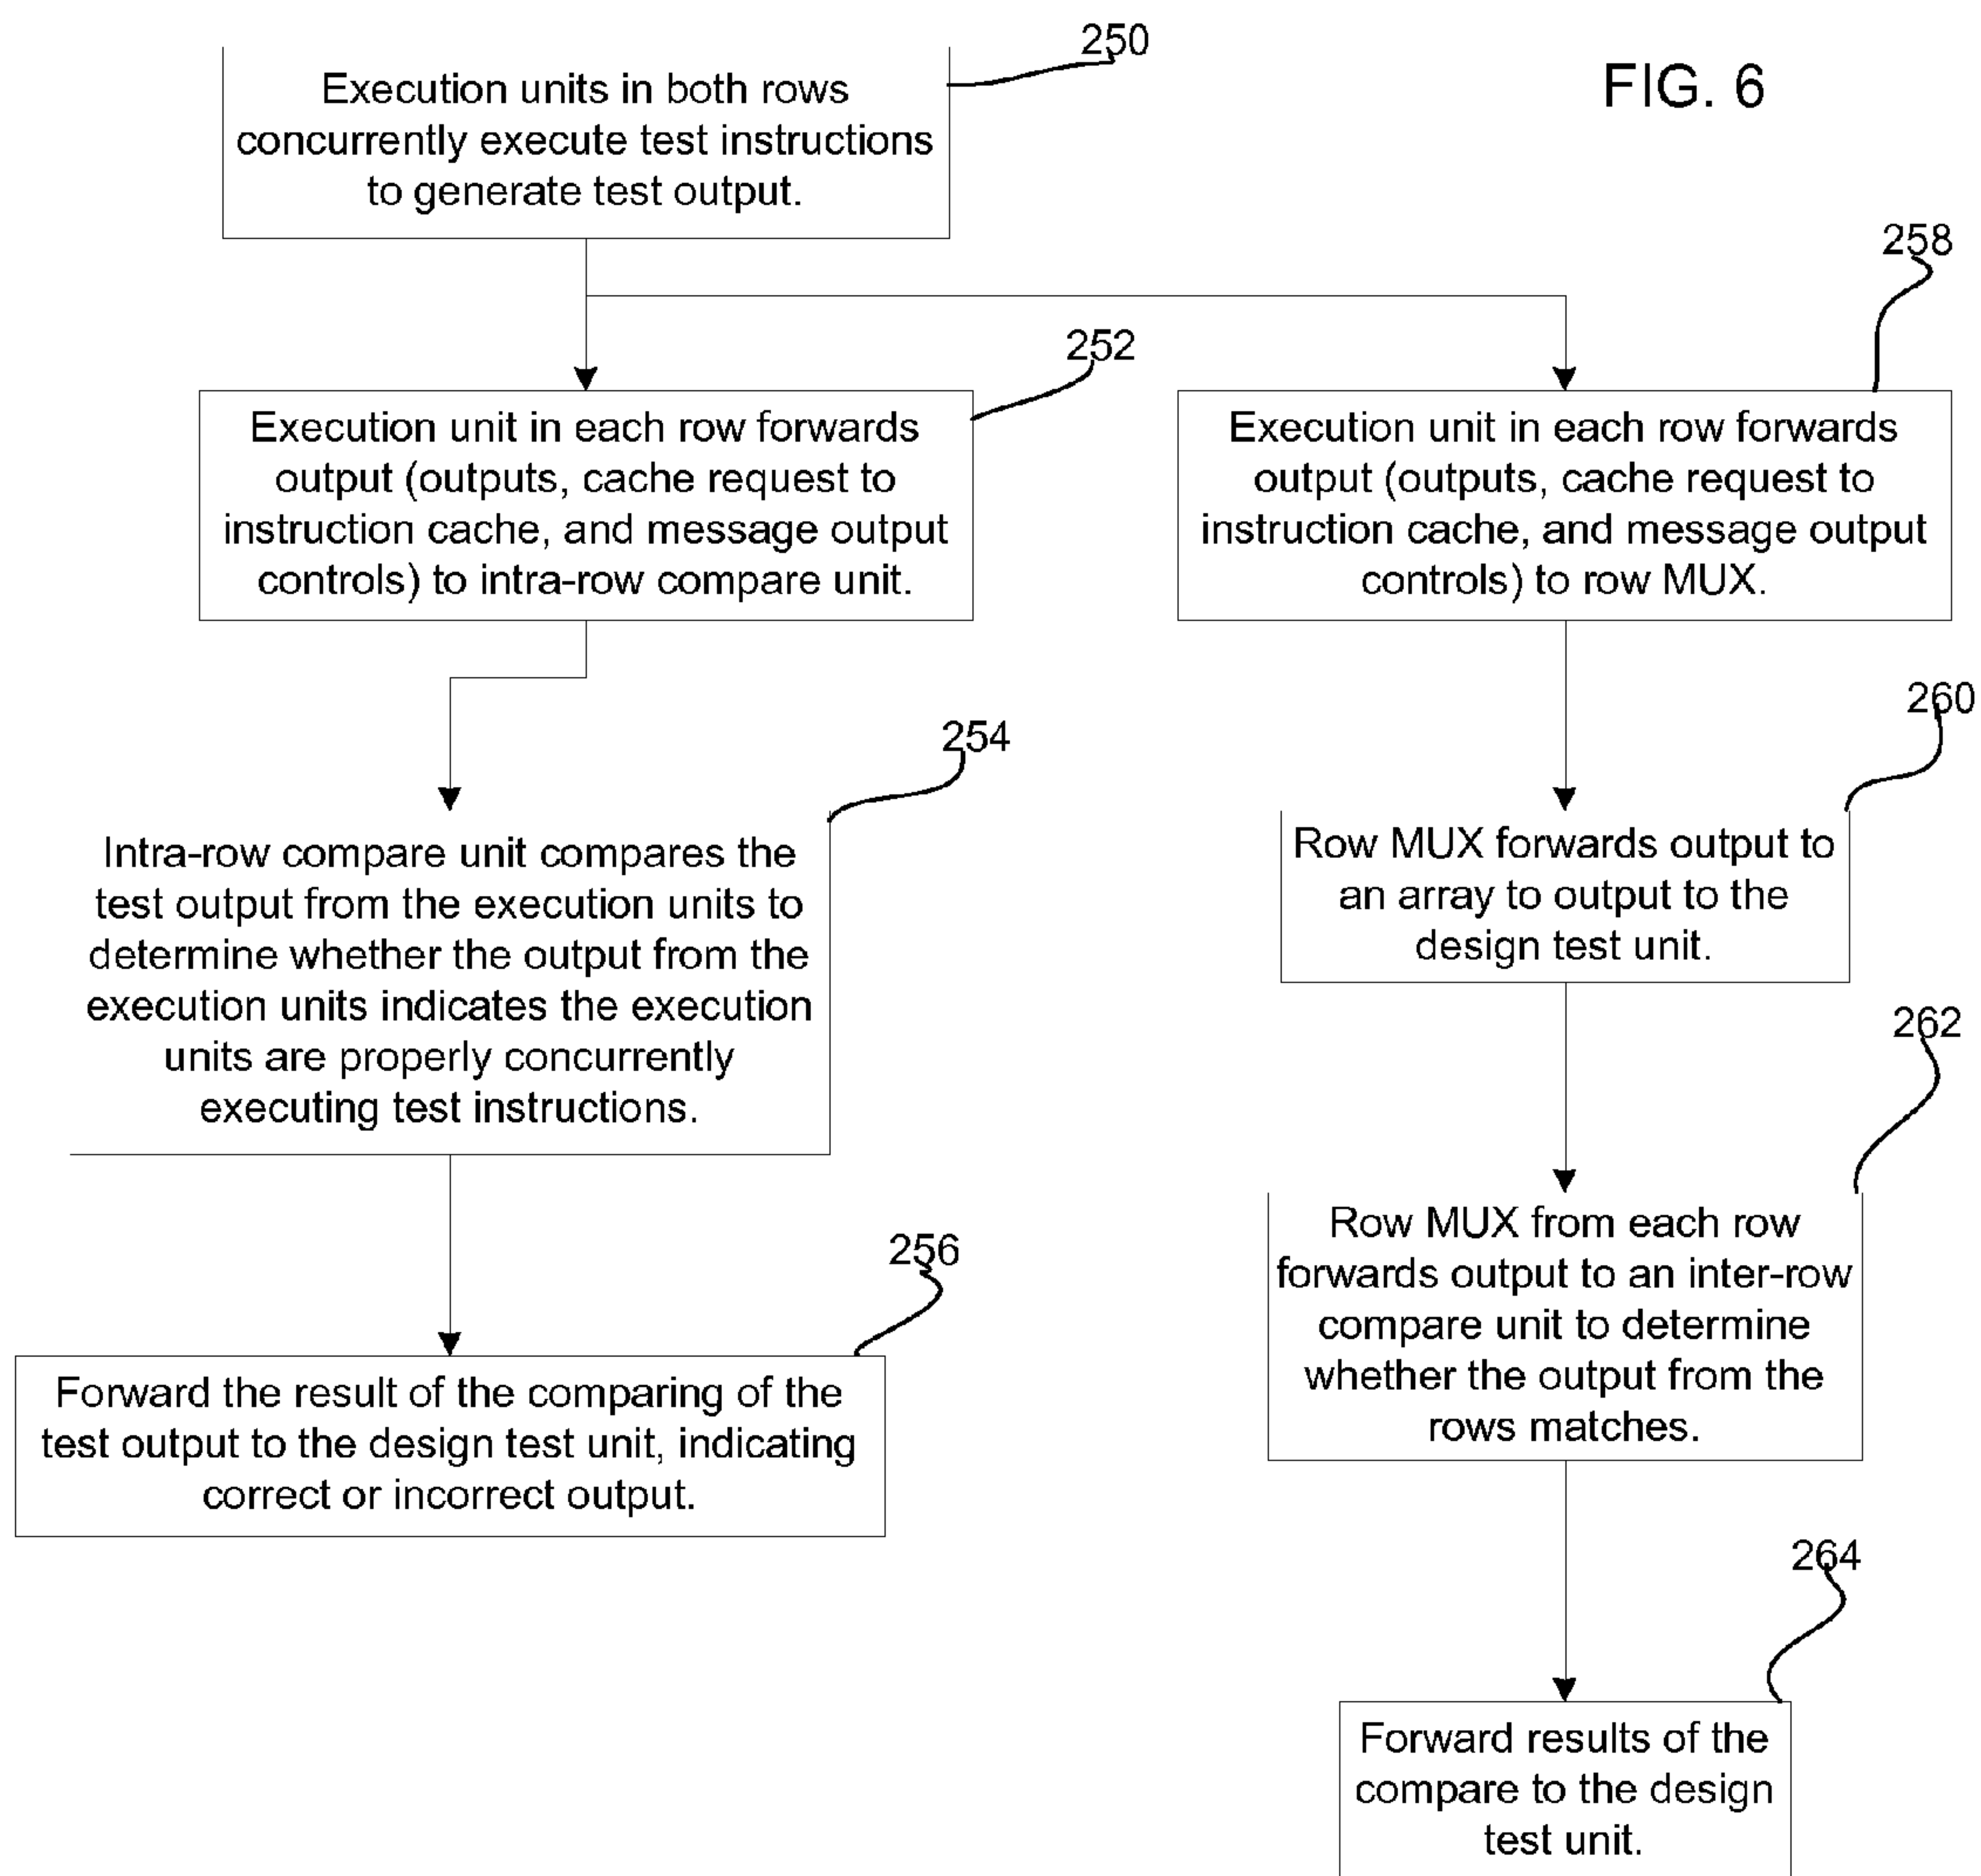 FIG. 6
250
Execution units in both rows
concurrently execute test instructions
to generate test output.
252
Execution unit in each row forwards
output (outputs, cache request to
instruction cache, and message output
controls) to intra-row compare unit.
254
Intra-row compare unit compares the
test output from the execution units to
determine whether the output from the
execution units indicates the execution
units are properly concurrently
executing test instructions.
256
Forward the result of the comparing of the
test output to the design test unit, indicating
correct or incorrect output.
258
Execution unit in each row forwards
output (outputs, cache request to
instruction cache, and message output
controls) to row MUX.
260
Row MUX forwards output to
an array to output to the
design test unit.
262
Row MUX from each row
forwards output to an inter-row
compare unit to determine
whether the output from the
rows matches.
264
Forward results of the
compare to the design
test unit.